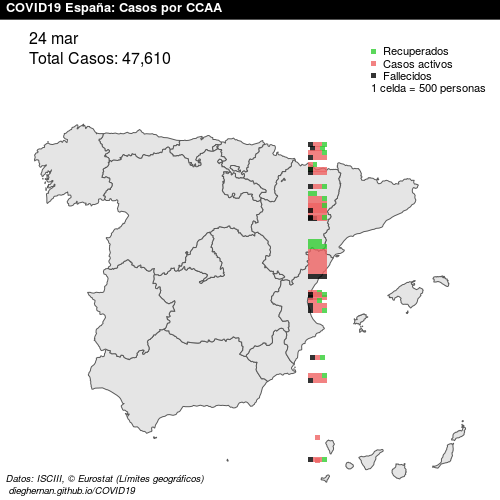 COVID19 España: Casos por CCAA
24 mar
Total Casos: 47,610
Recuperados
Casos activos
Fallecidos
1 celda = 500 personas
Datos: ISCIII, © Eurostat (Límites geográficos)
dieghernan.github.io/COVID19